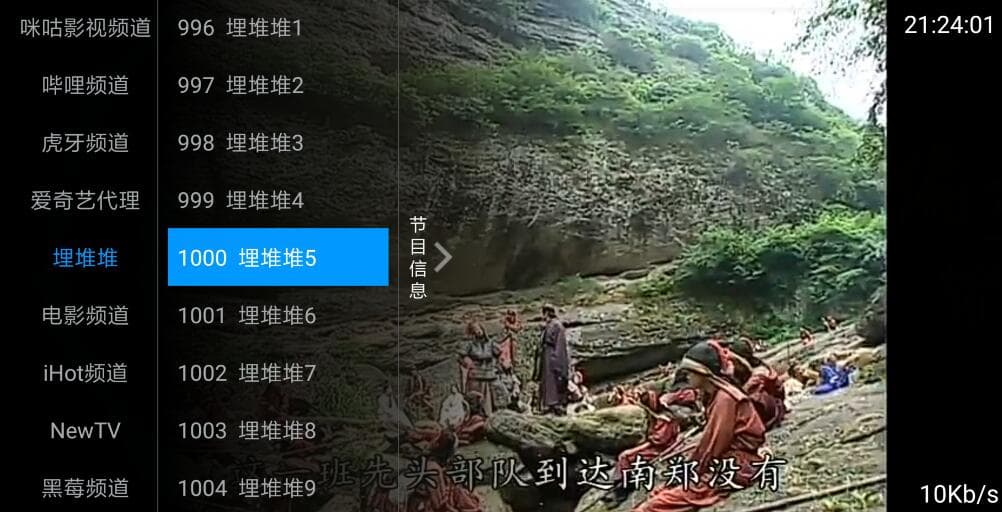 咪咕影视频道
哔哩频道
虎牙频道
爱奇艺代理
埋堆堆
电影频道
iHot频道
NewTV
黑莓频道
996 埋堆堆1
997 埋堆堆2
998 埋堆堆3
999 埋堆堆4
1000 埋堆堆5
1001 埋堆堆6
1002 埋堆堆7
1003 埋堆堆8
1004 埋堆堆9
节目信息
21:24:01
这一班先头部队到达南郑没有
10Kb/s